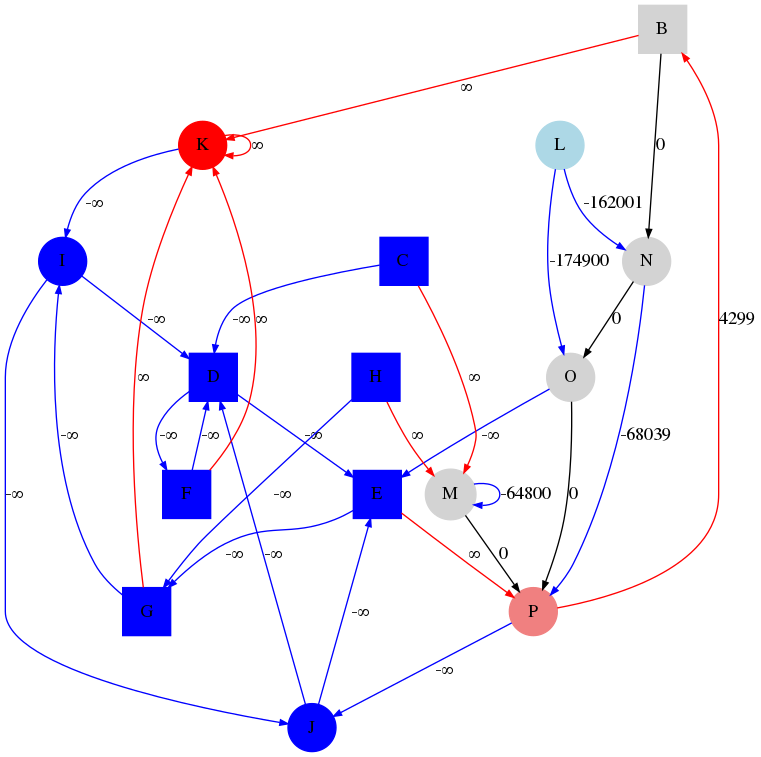 B
∞
K
∞
L
0
-∞
-162001
I
C
N
-174900
-∞
-∞ ∞
0
4299
∞
∞
D
H
O
-∞
-∞
-∞
-∞
∞
-∞
-68039
F
E
M
-∞
-∞
-64800
0
-∞
-∞
∞
0
G
P
-∞
-∞
J